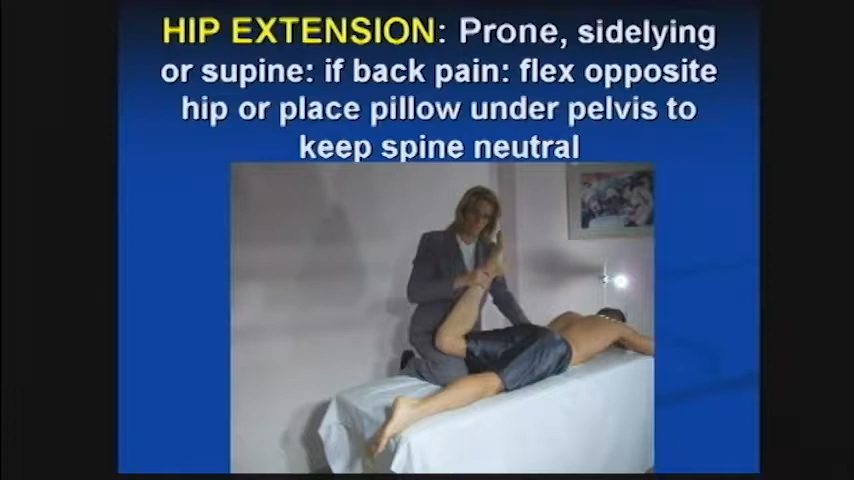 HIP EXTENSION: Prone, sidelying
or supine: if back pain: flex opposite
hip or place pillow under pelvis to
keep spine neutral